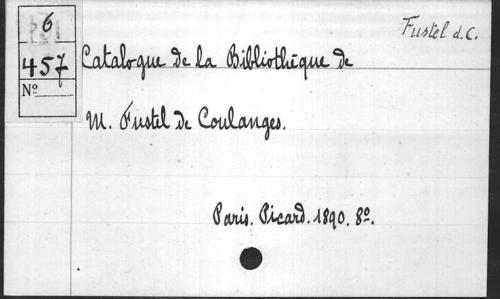 6
457
Nº
Fustel d. C.
Catalogue de la Bibliothèque de
M. Fustel de Coulanges.
Paris. Picard. 1890. 8º.